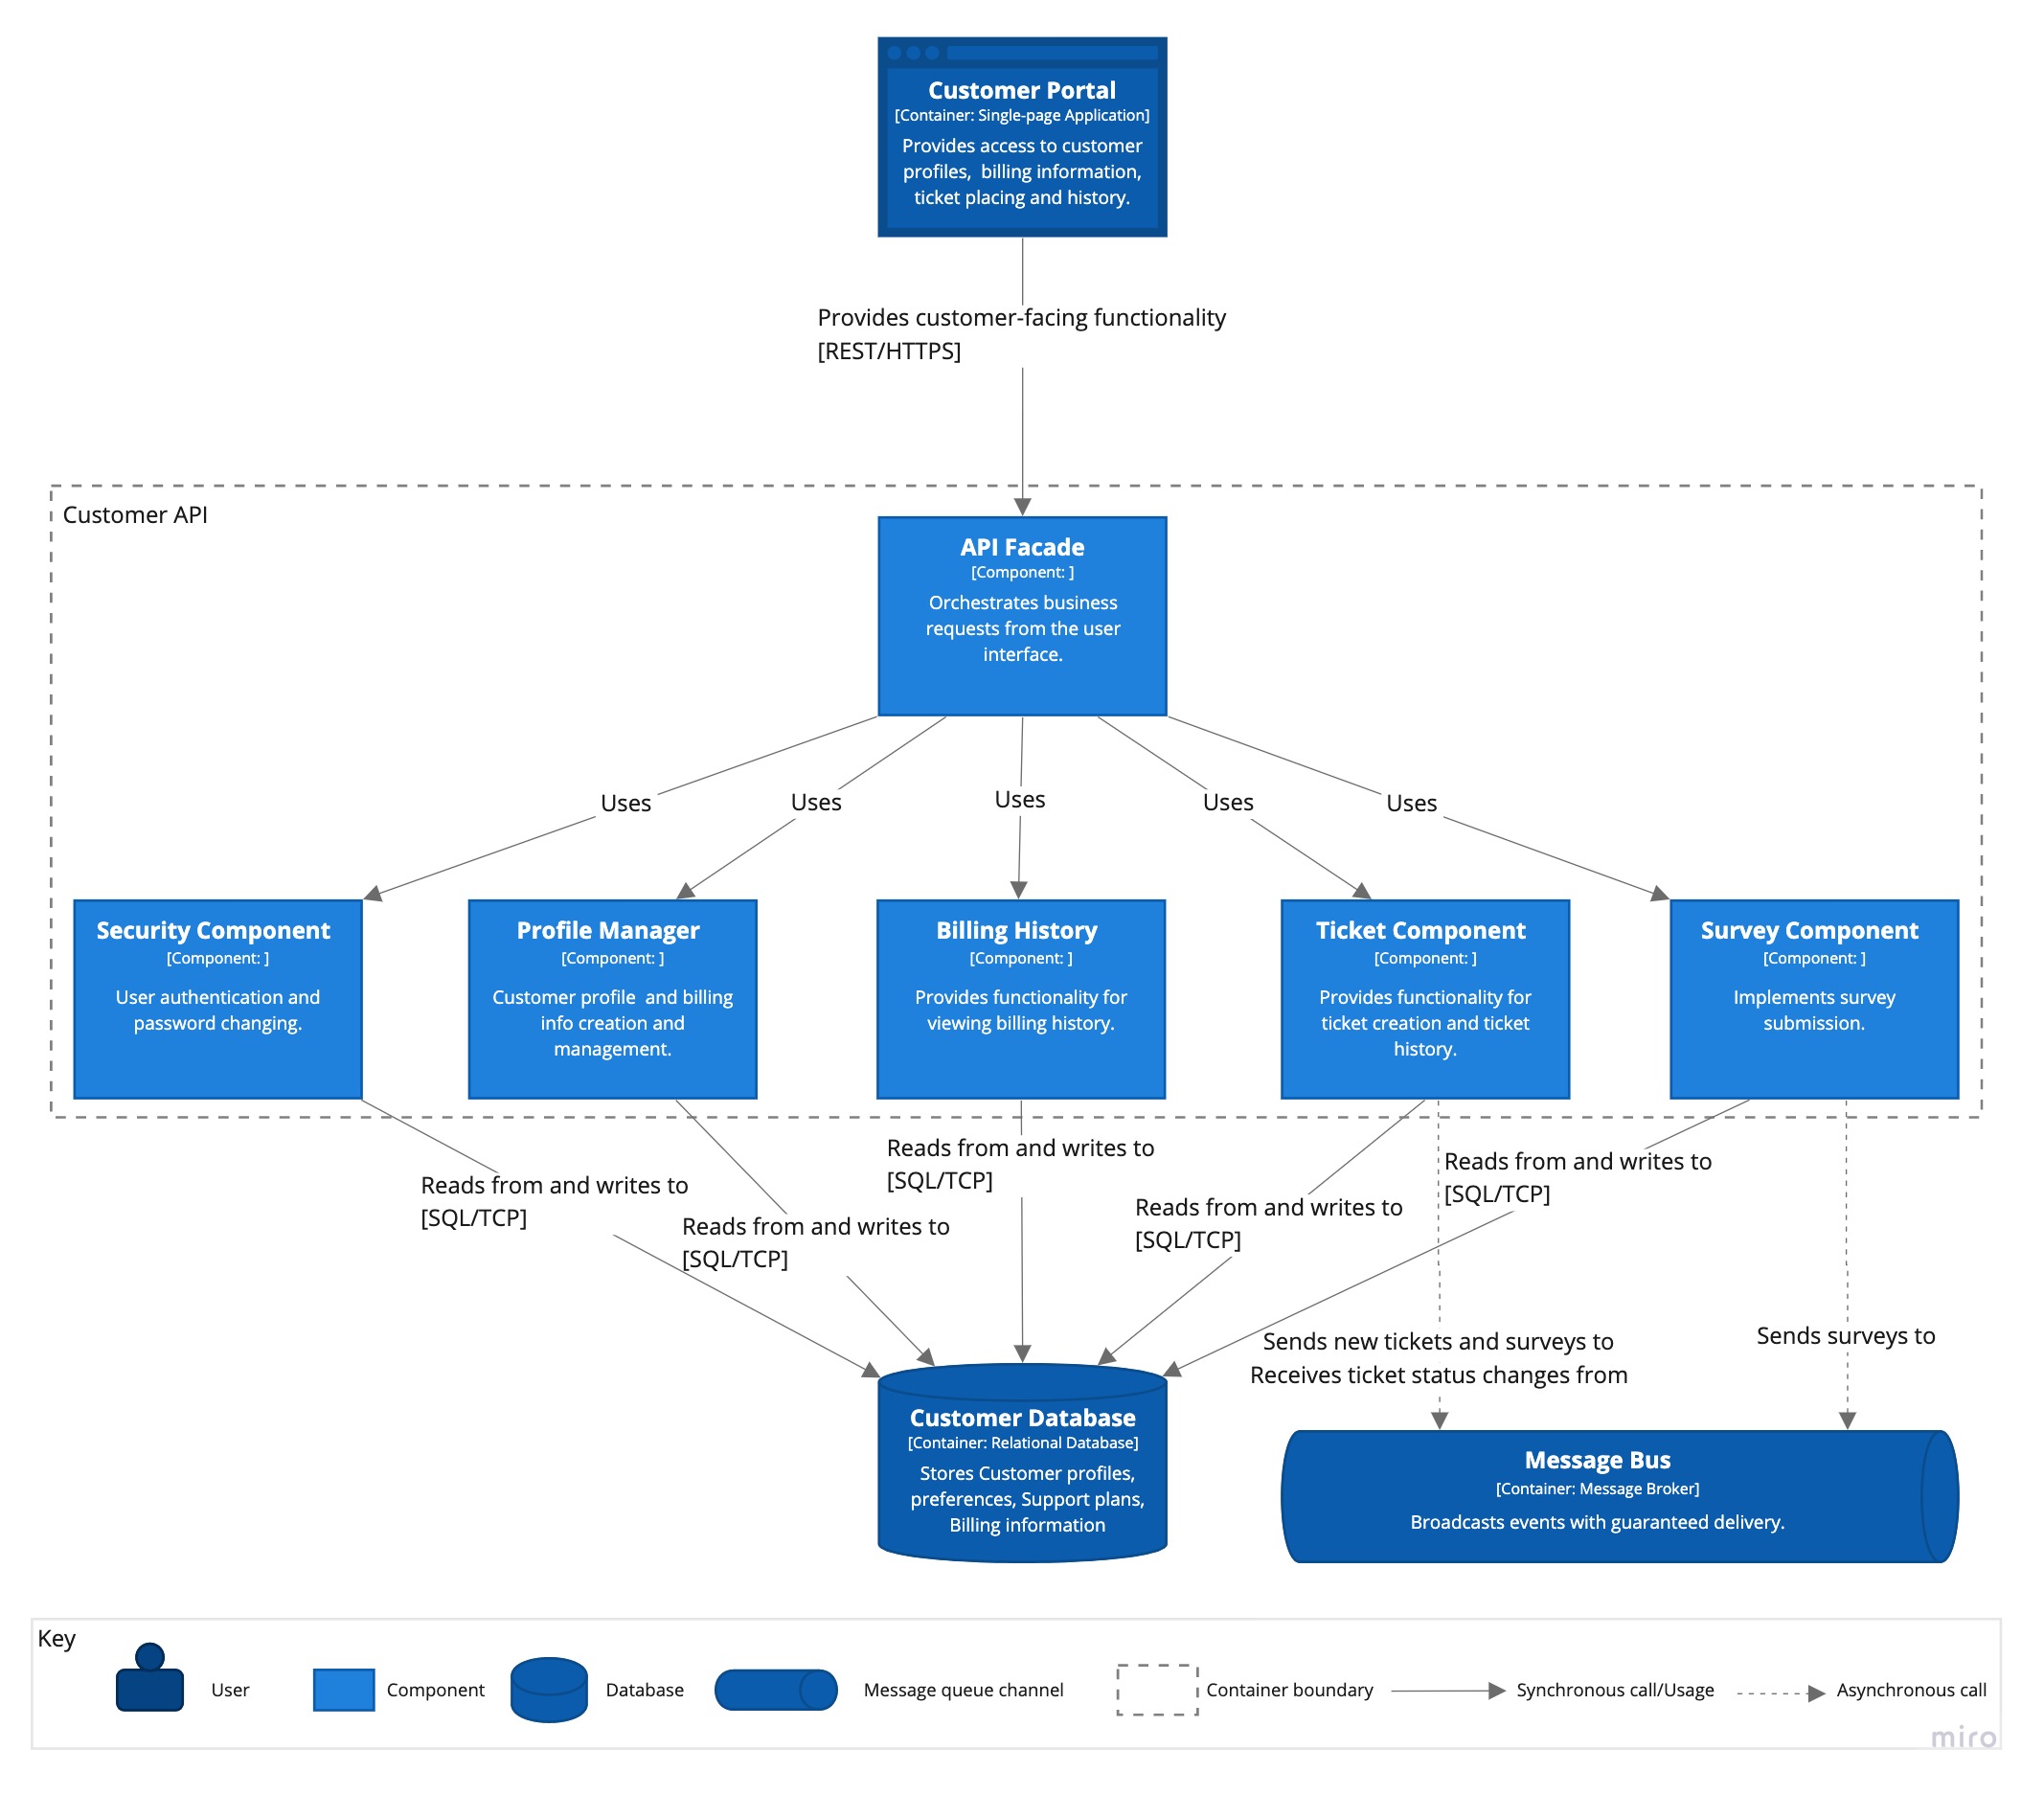 Customer Portal
[Container: Single-page Application]
Provides access to customer
profiles,  billing information,
ticket placing and history.
Provides customer-facing functionality
[REST/HTTPS]
Customer API
API Facade
[Component: ]
Orchestrates business
requests from the user
interface.
Uses
Uses
Uses
Uses
Uses
Security Component
[Component: ]
User authentication and
password changing.
Profile Manager
[Component: ]
Customer profile  and billing
info creation and
management.
Billing History
[Component: ]
Provides functionality for
viewing billing history.
Ticket Component
[Component: ]
Provides functionality for
ticket creation and ticket
history.
Survey Component
[Component: ]
Implements survey
submission.
Reads from and writes to
[SQL/TCP]
Reads from and writes to
[SQL/TCP]
Reads from and writes to
[SQL/TCP]
Reads from and writes to
[SQL/TCP]
Reads from and writes to
[SQL/TCP]
Sends new tickets and surveys to
Receives ticket status changes from
Sends surveys to
Customer Database
[Container: Relational Database]
Stores Customer profiles,
preferences, Support plans,
Billing information
Message Bus
[Container: Message Broker]
Broadcasts events with guaranteed delivery.
Key
User
Component
Database
Message queue channel
Container boundary
Synchronous call/Usage
Asynchronous call
miro